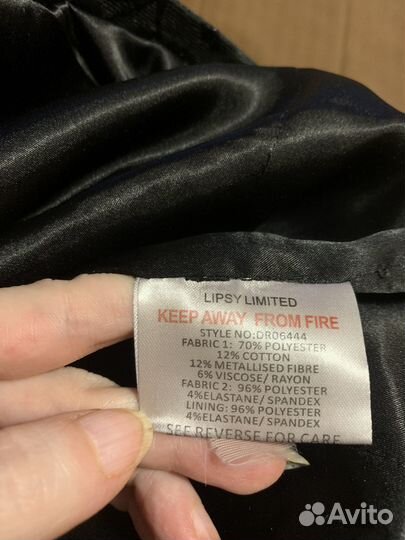 LIPSY LIMITED
KEEP AWAY FROM FIRE
STYLE NO:DR06444
FABRIC 1: 70% POLYESTER
12% COTTON
12% METALLISED FIBRE
6% VISCOSE/ RAYON
FABRIC 2: 96% POLYESTER
4%ELASTANE/ SPANDEX
LINING: 96% POLYESTER
4%ELASTANE/ SPANDEX
SEE REVERSE FOR CARE
Avito